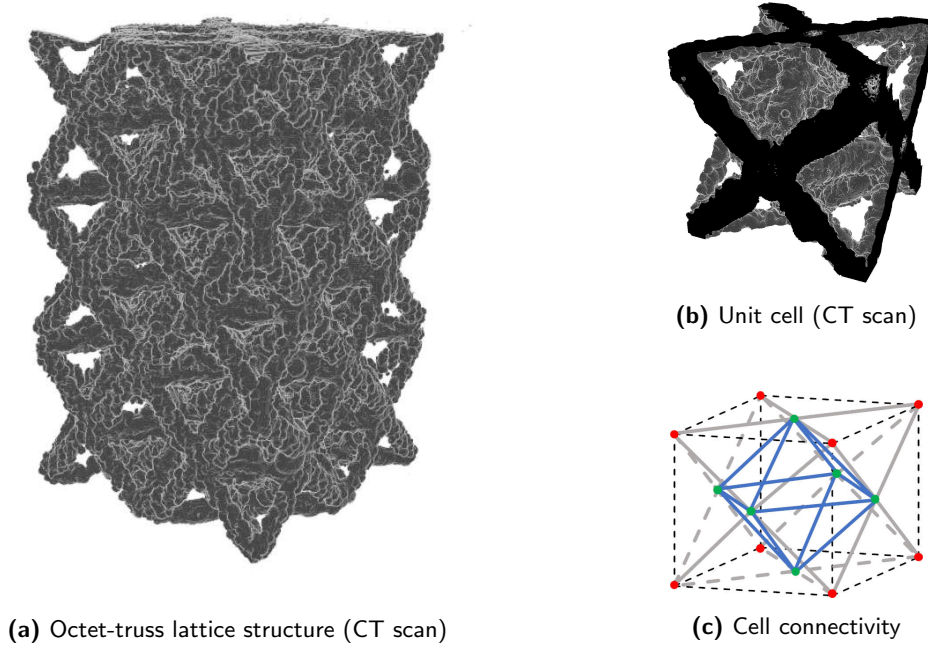 (a) Octet-truss lattice structure (CT scan)
(b) Unit cell (CT scan)
(c) Cell connectivity